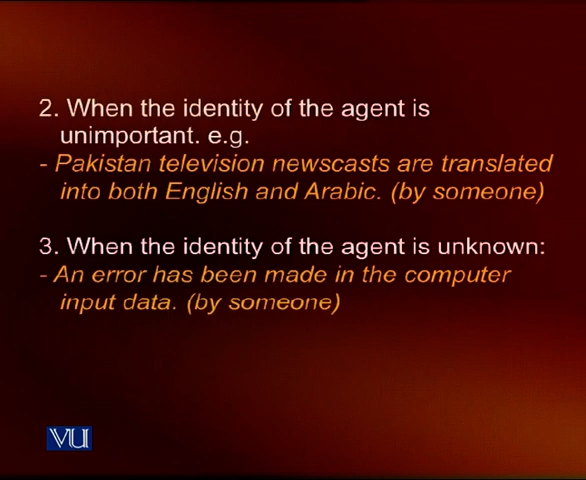 2. When the identity of the agent is
unimportant. e.g.
- Pakistan television newscasts are translated
into both English and Arabic. (by someone)
3. When the identity of the agent is unknown:
- An error has been made in the computer
input data. (by someone)
VU